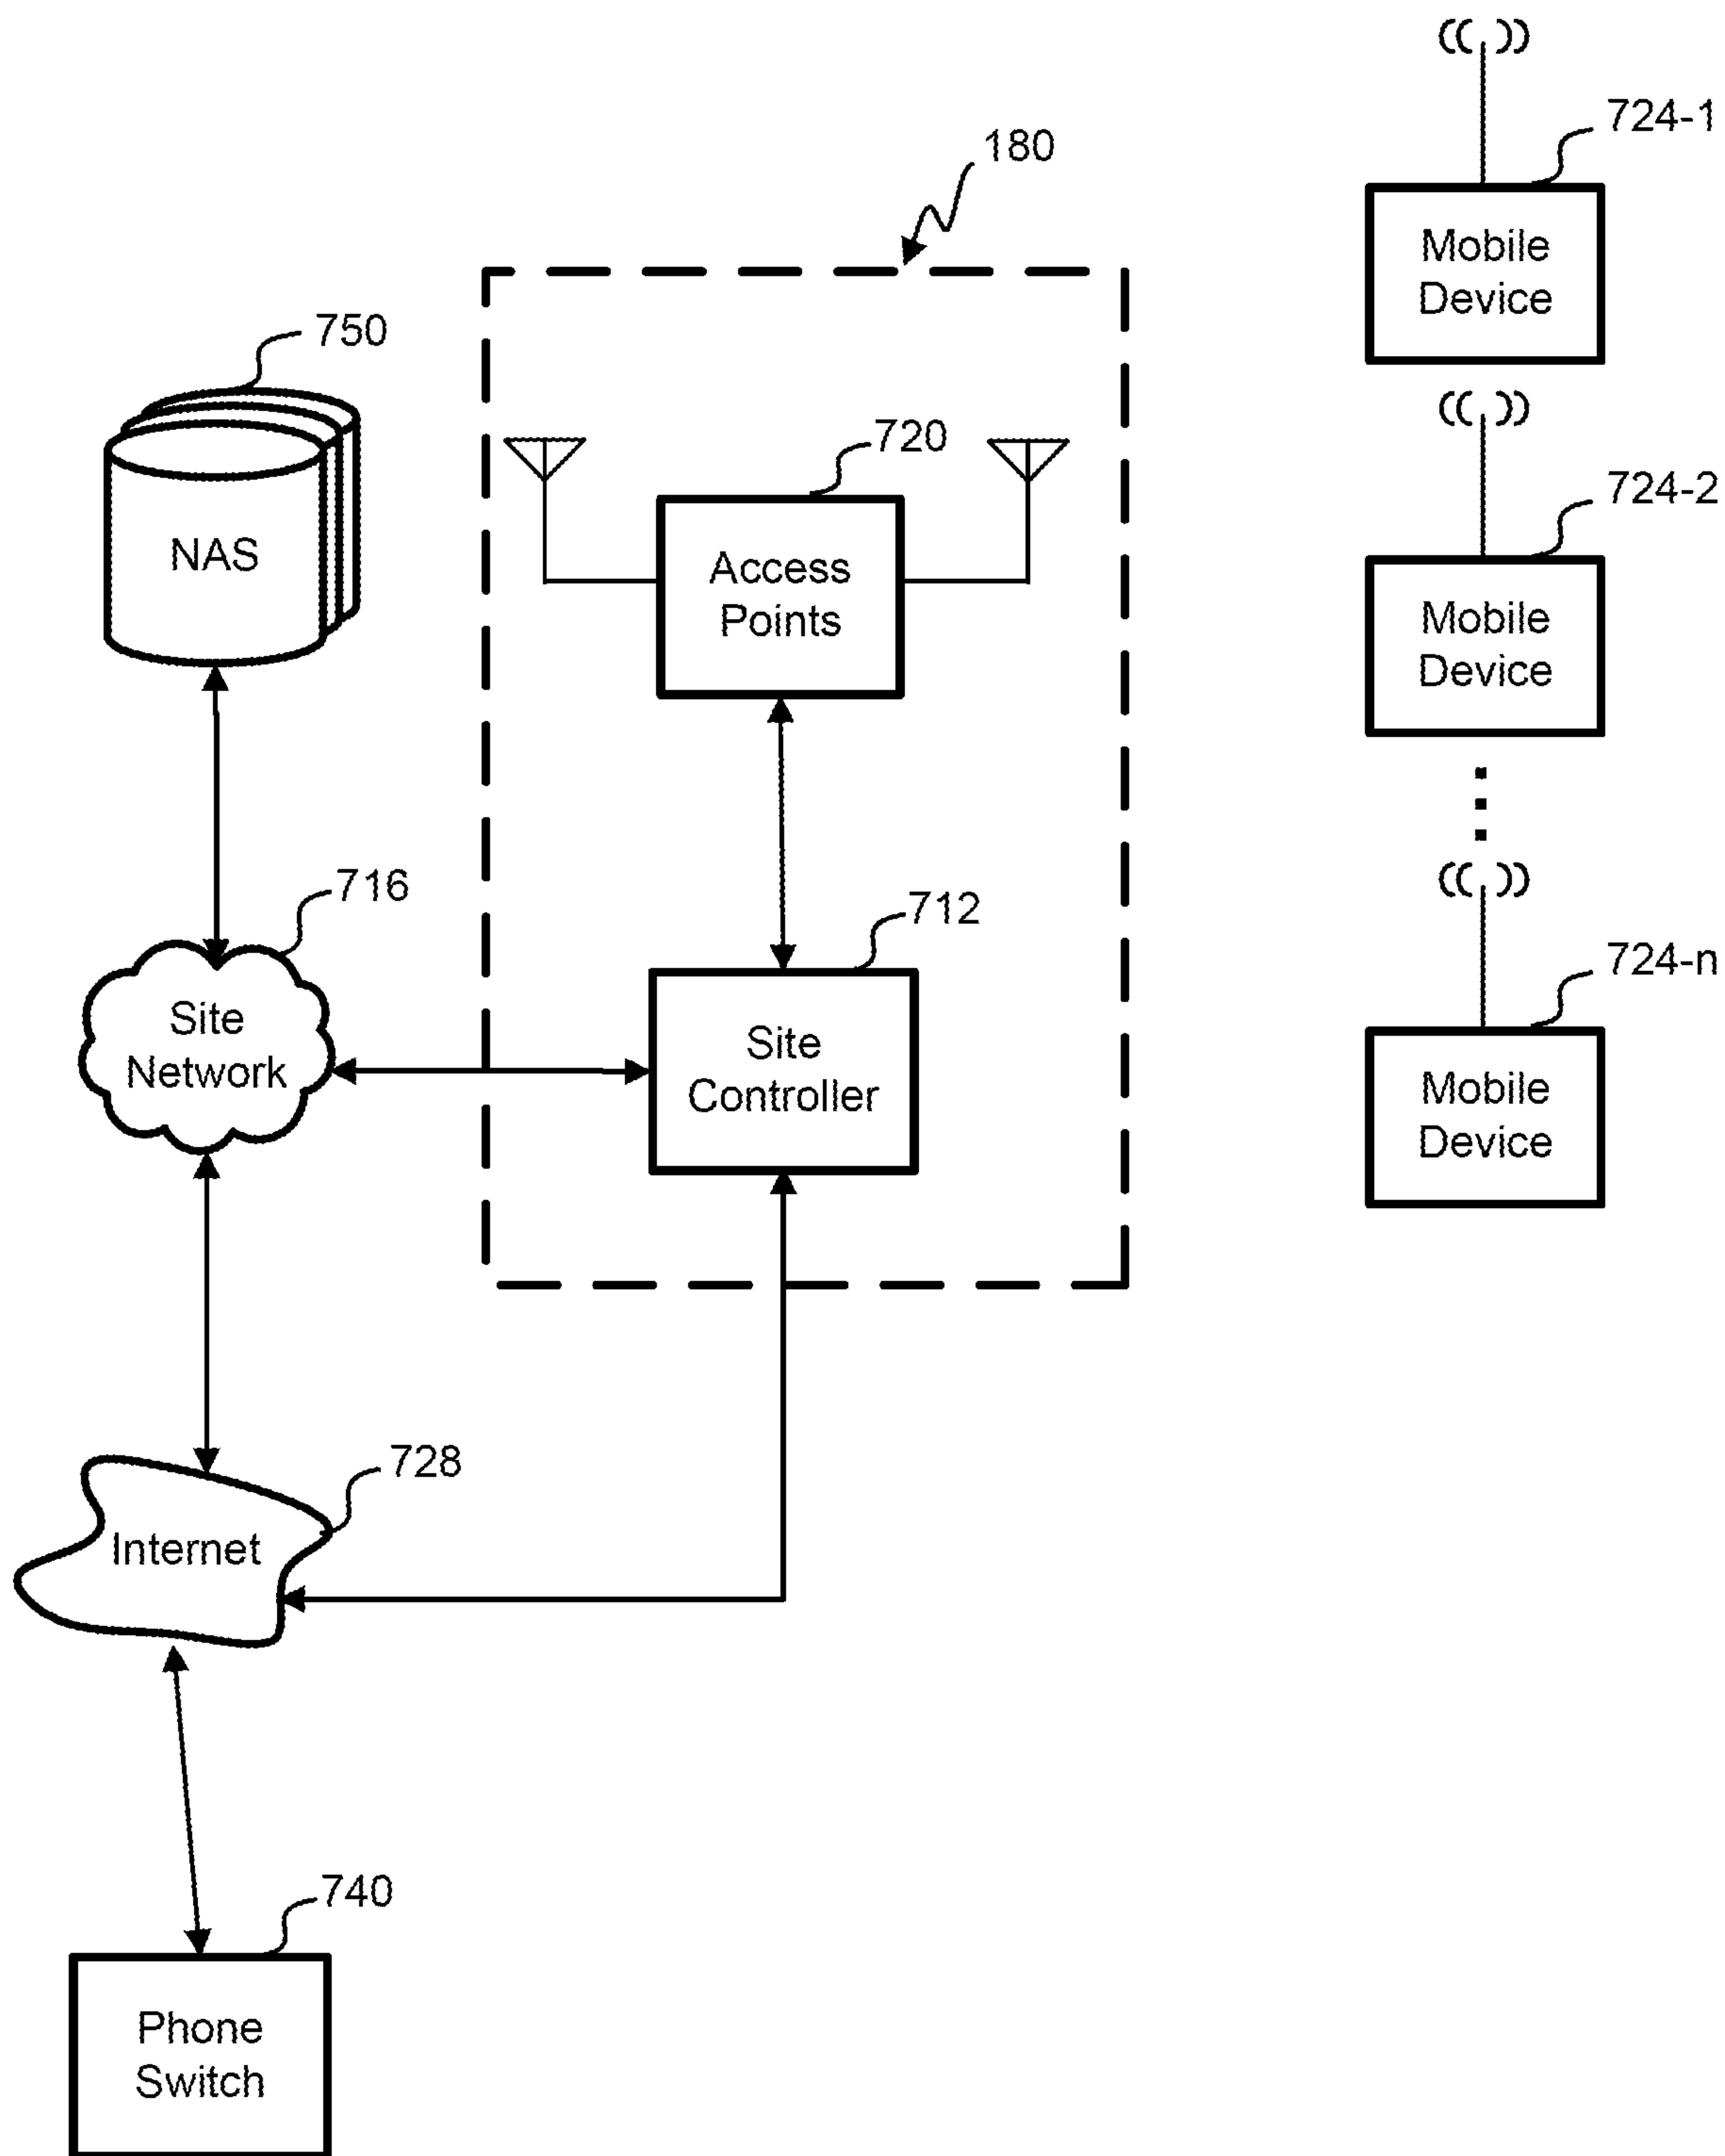 724-1
180
Mobile
Device
750
720
724-2
NAS
Access
Points
Mobile
Device
716
712
724-n
Site
Network
Site
Controller
Mobile
Device
728
Internet
740
Phone
Switch